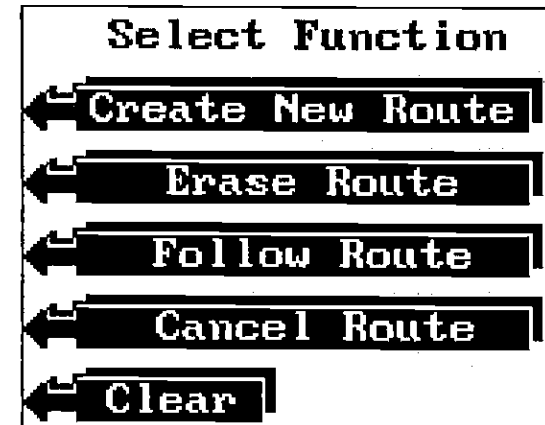 Select Function
Create New Route
Erase Route
Follow Route
Cancel Route
Clear